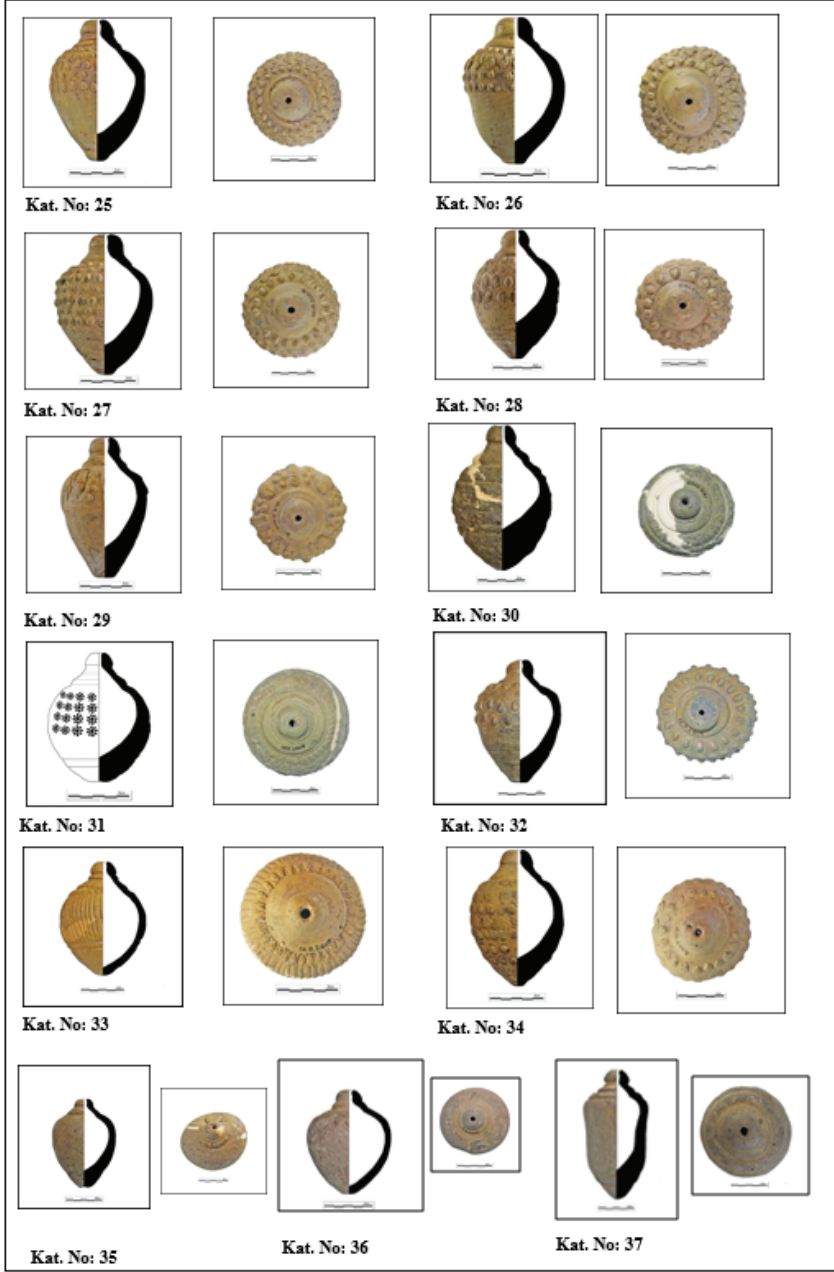 Kat. No: 25
Kat. No: 26
Kat. No: 27
Kat. No: 28
Kat. No: 29
Kat. No: 30
Kat. No: 31
Kat. No: 32
Kat. No: 33
Kat. No: 34
Kat. No: 35
Kat. No: 36
Kat. No: 37